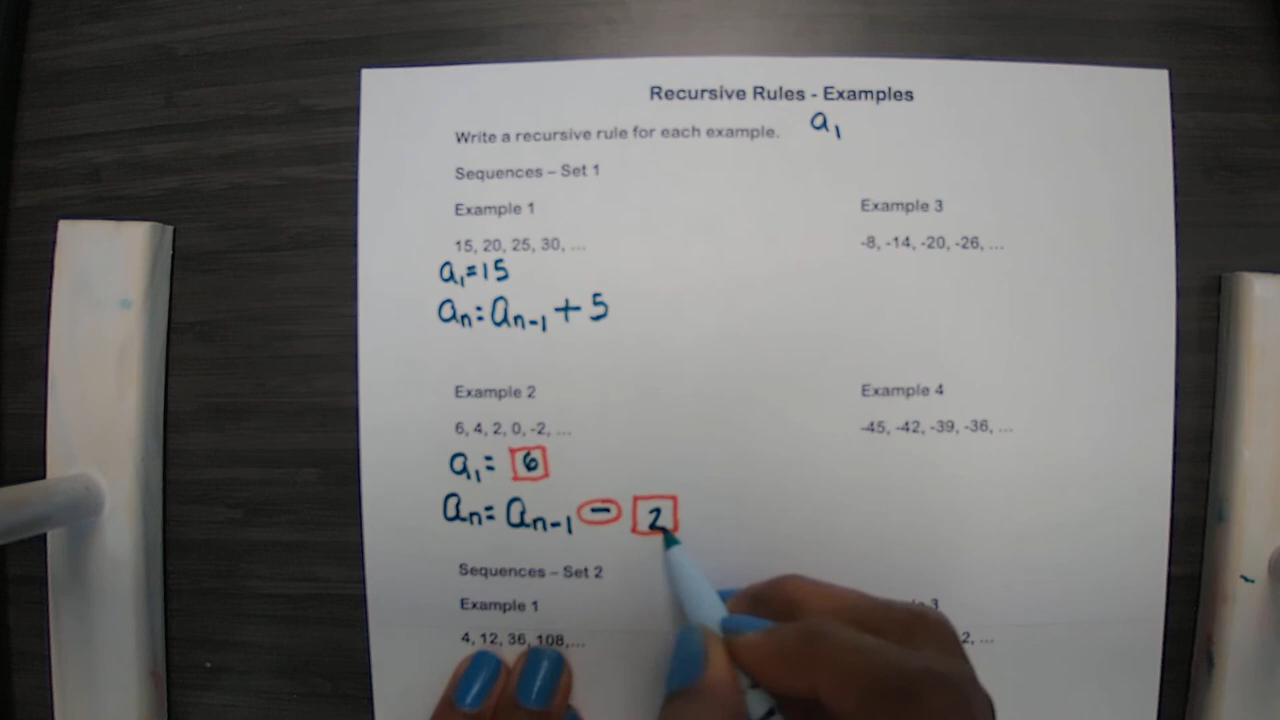 Recursive Rules - Examples
Write a recursive rule for each example. a₁
Sequences – Set 1
Example 1
15, 20, 25, 30, ...
a₁=15
aₙ=aₙ₋₁+5
Example 3
-8, -14, -20, -26, ...
Example 2
6, 4, 2, 0, -2, ...
a₁= 6
aₙ= aₙ₋₁ - 2
Example 4
-45, -42, -39, -36, ...
Sequences – Set 2
Example 1
4, 12, 36, 108,...
3
2, ...